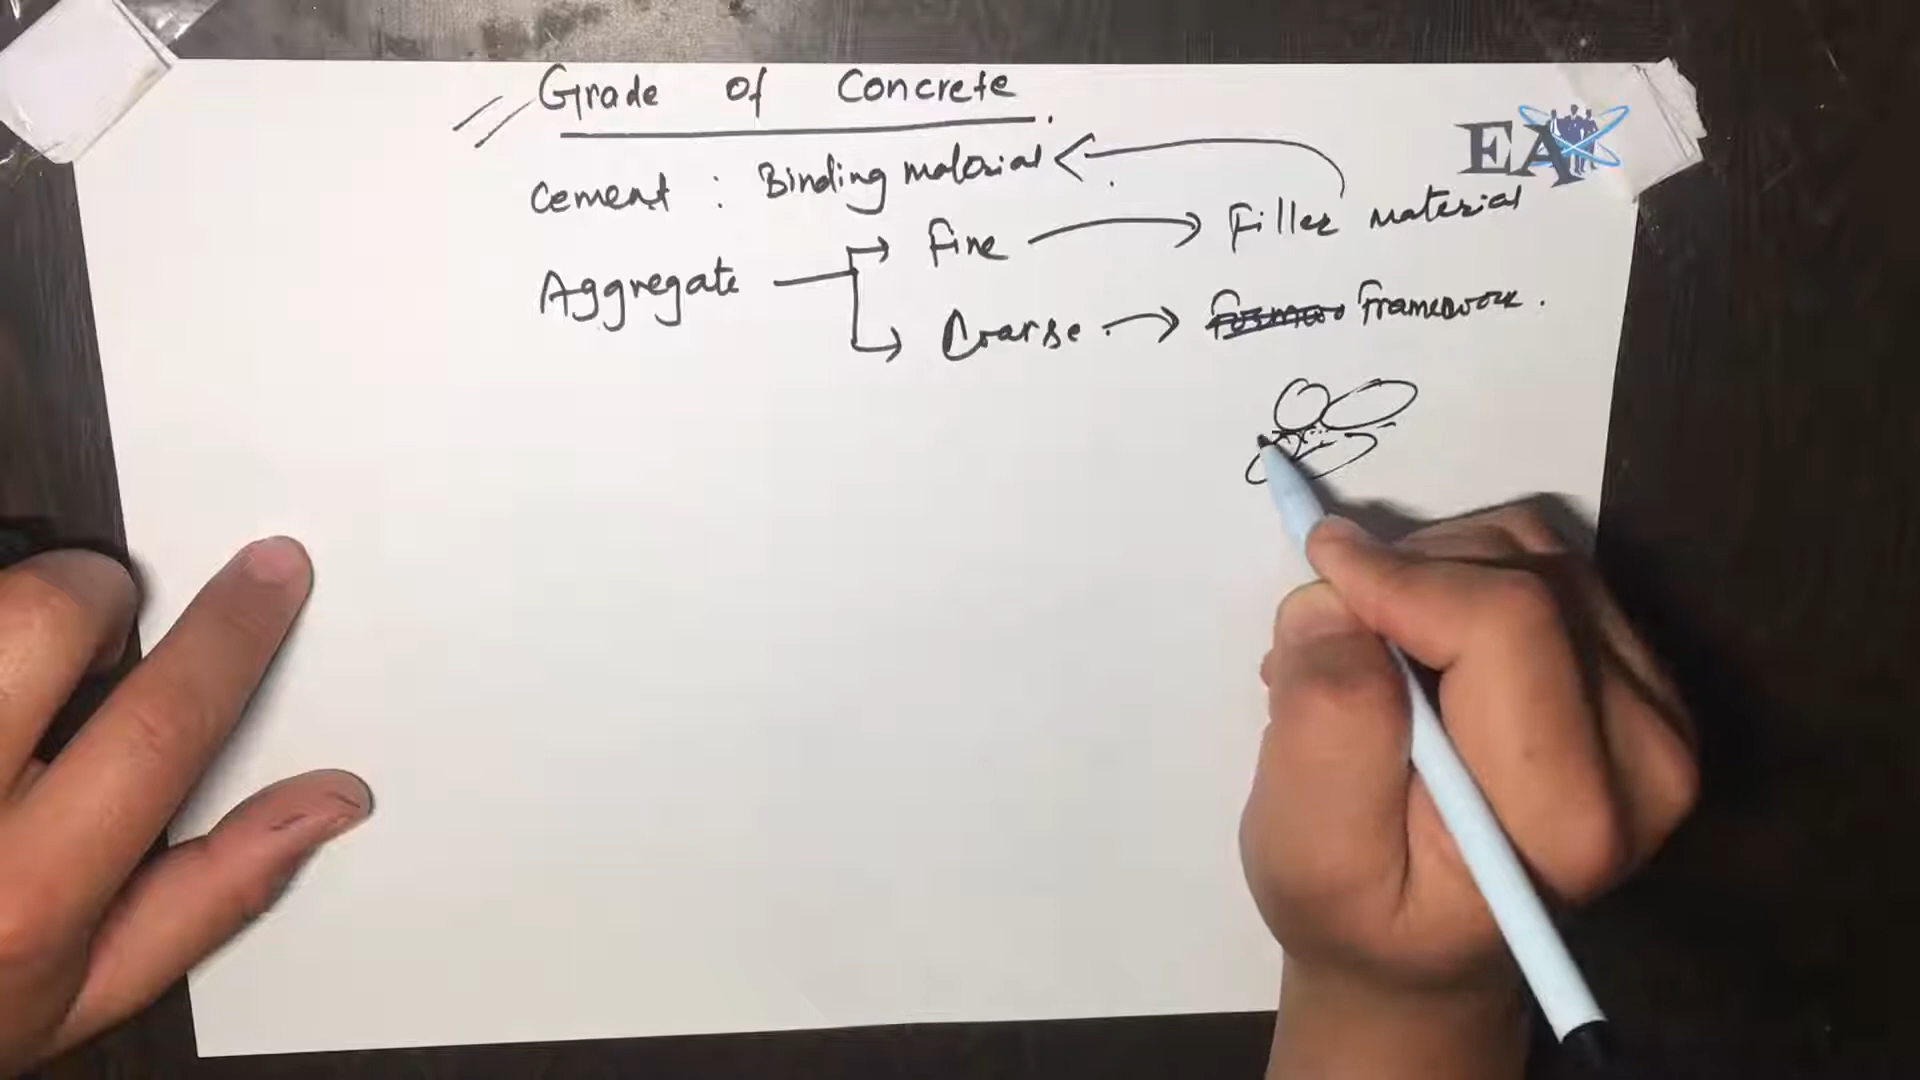 Grade of Concrete.
EA
Cement : Binding material
Fine Filler material
Aggregate
Coarse Framework.